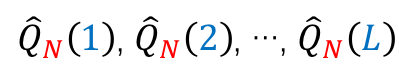 Q̂_N(1), Q̂_N(2), ⋯, Q̂_N(L)